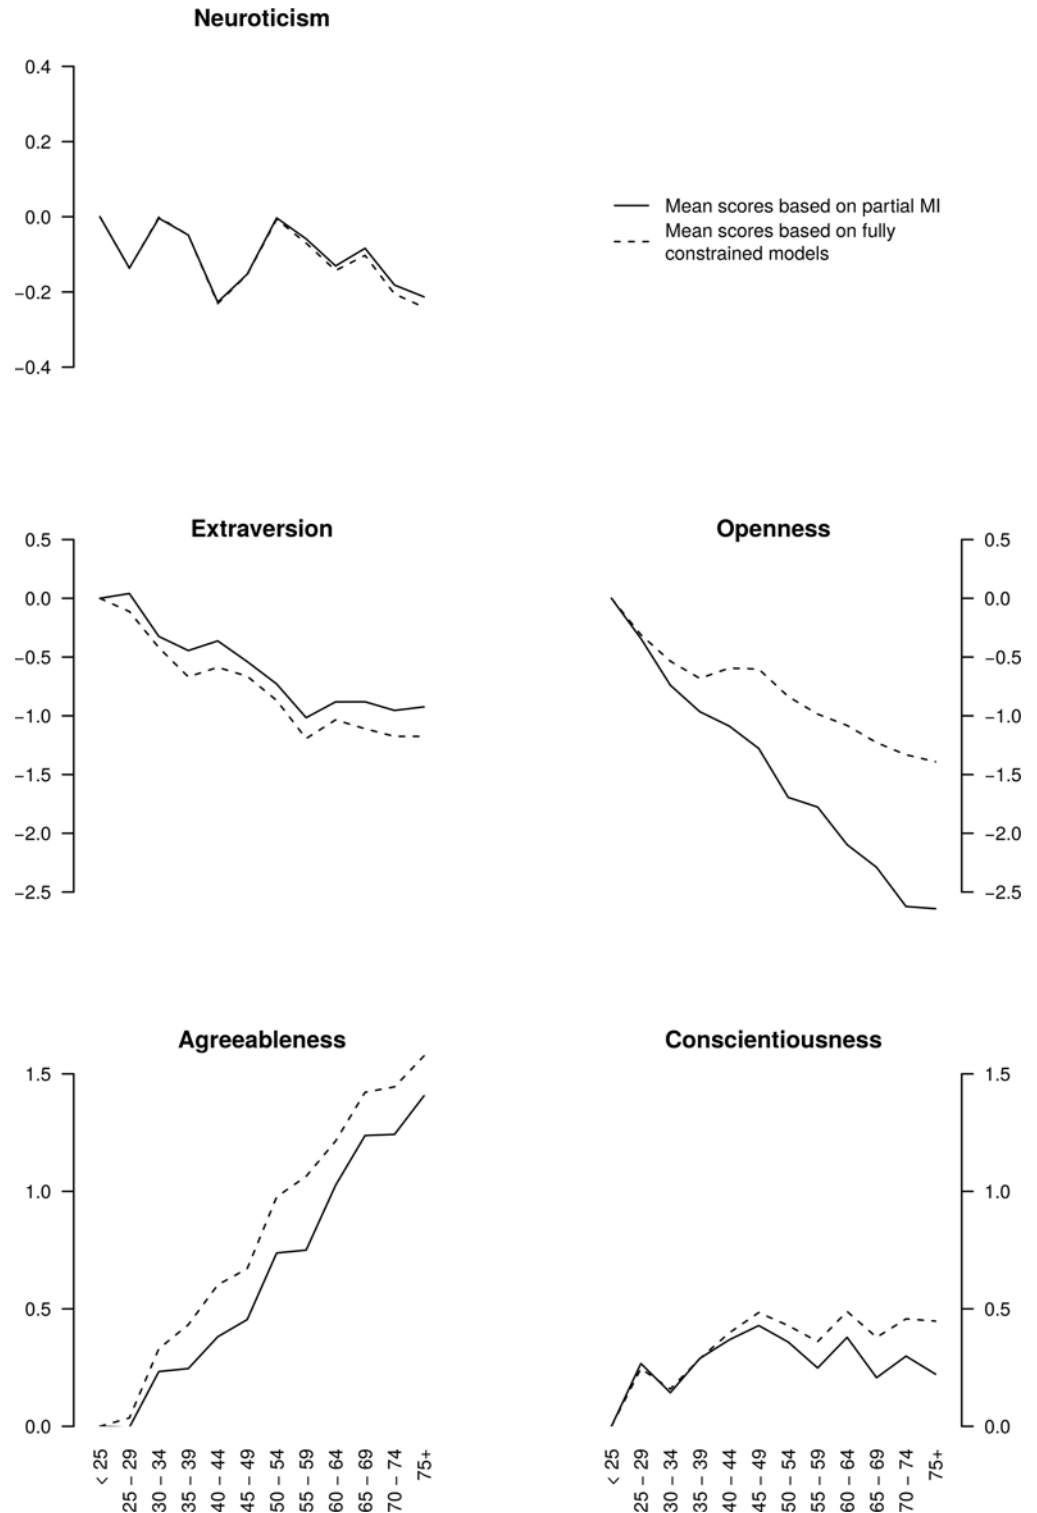 Neuroticism
0.4
0.2
0.0
−0.2
−0.4
Mean scores based on partial MI
Mean scores based on fully
constrained models
Extraversion
0.5
0.0
−0.5
−1.0
−1.5
−2.0
−2.5
Openness
0.5
0.0
−0.5
−1.0
−1.5
−2.0
−2.5
Agreeableness
1.5
1.0
0.5
0.0
< 25
25 − 29
30 − 34
35 − 39
40 − 44
45 − 49
50 − 54
55 − 59
60 − 64
65 − 69
70 − 74
75+
Conscientiousness
1.5
1.0
0.5
0.0
< 25
25 − 29
30 − 34
35 − 39
40 − 44
45 − 49
50 − 54
55 − 59
60 − 64
65 − 69
70 − 74
75+